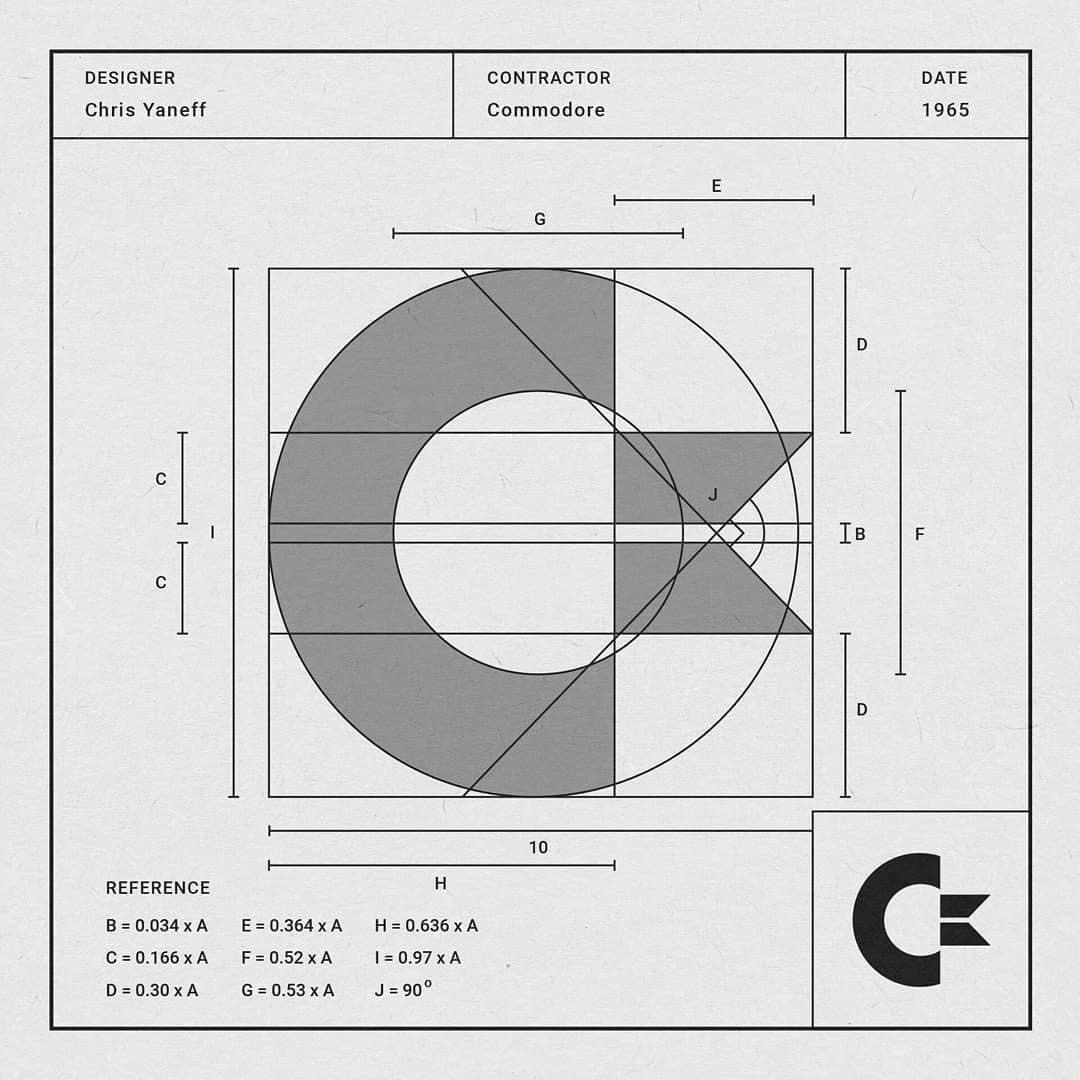 DESIGNER
Chris Yaneff
CONTRACTOR
Commodore
DATE
1965
E
G
D
C
J
I
B
F
C
D
10
H
REFERENCE
B = 0.034 x A
E = 0.364 x A
H = 0.636 x A
C = 0.166 x A
F = 0.52 x A
I = 0.97 x A
D = 0.30 x A
G = 0.53 x A
J = 90°